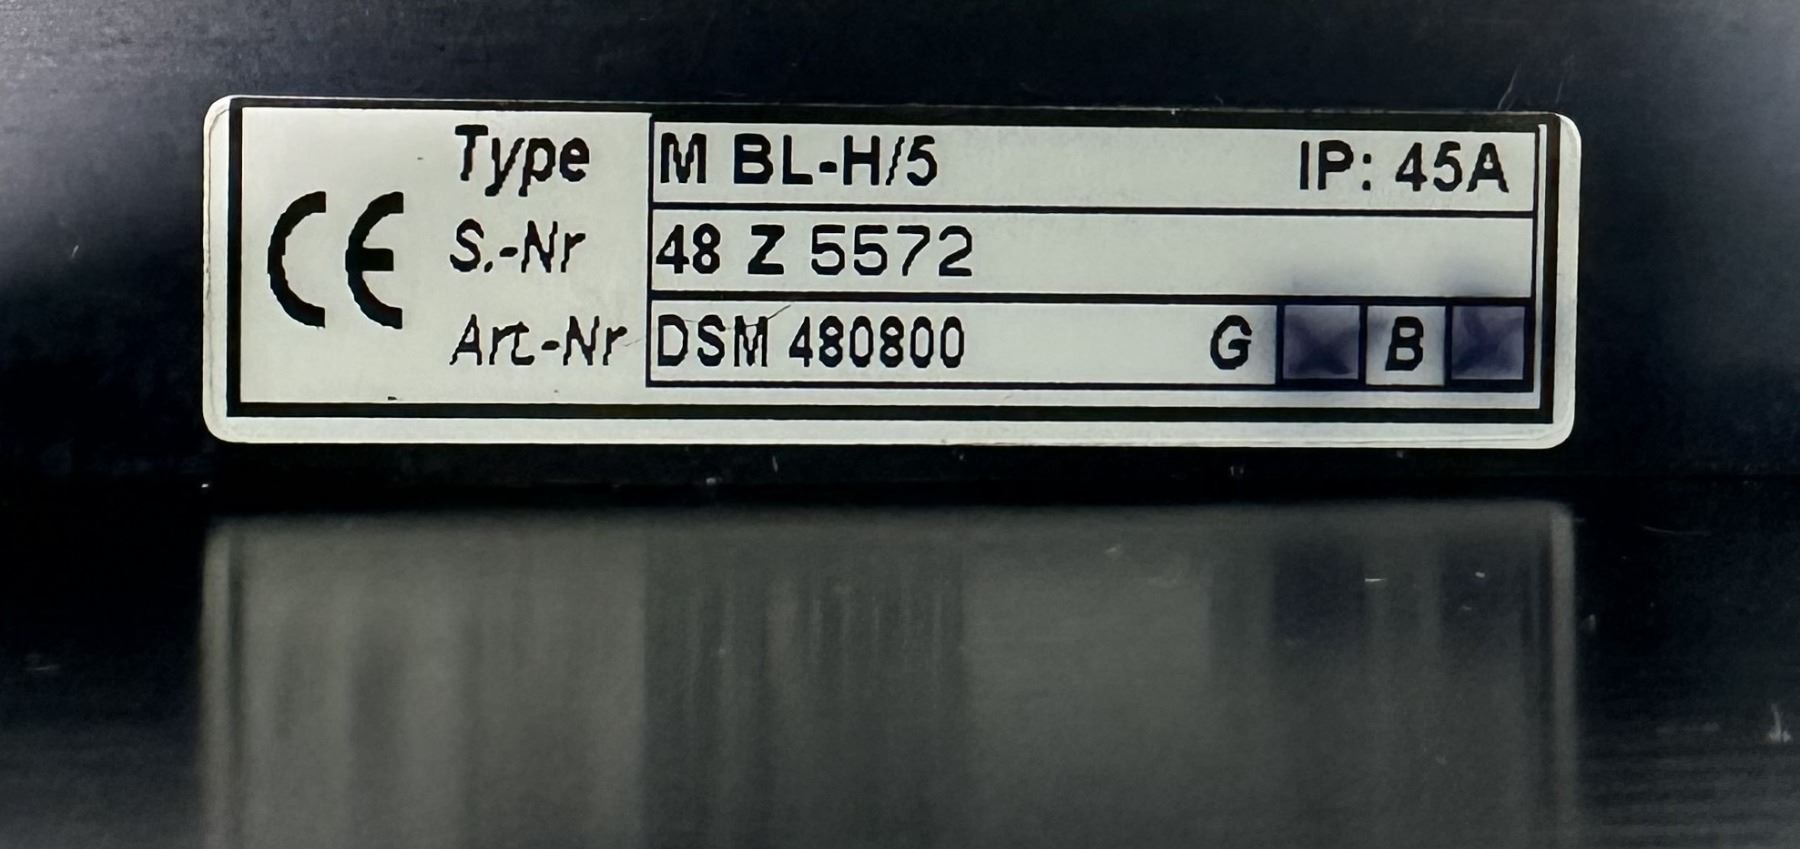 CE
Type M BL-H/5 IP: 45A
S.-Nr 48 Z 5572
Art.-Nr DSM 480800 G B